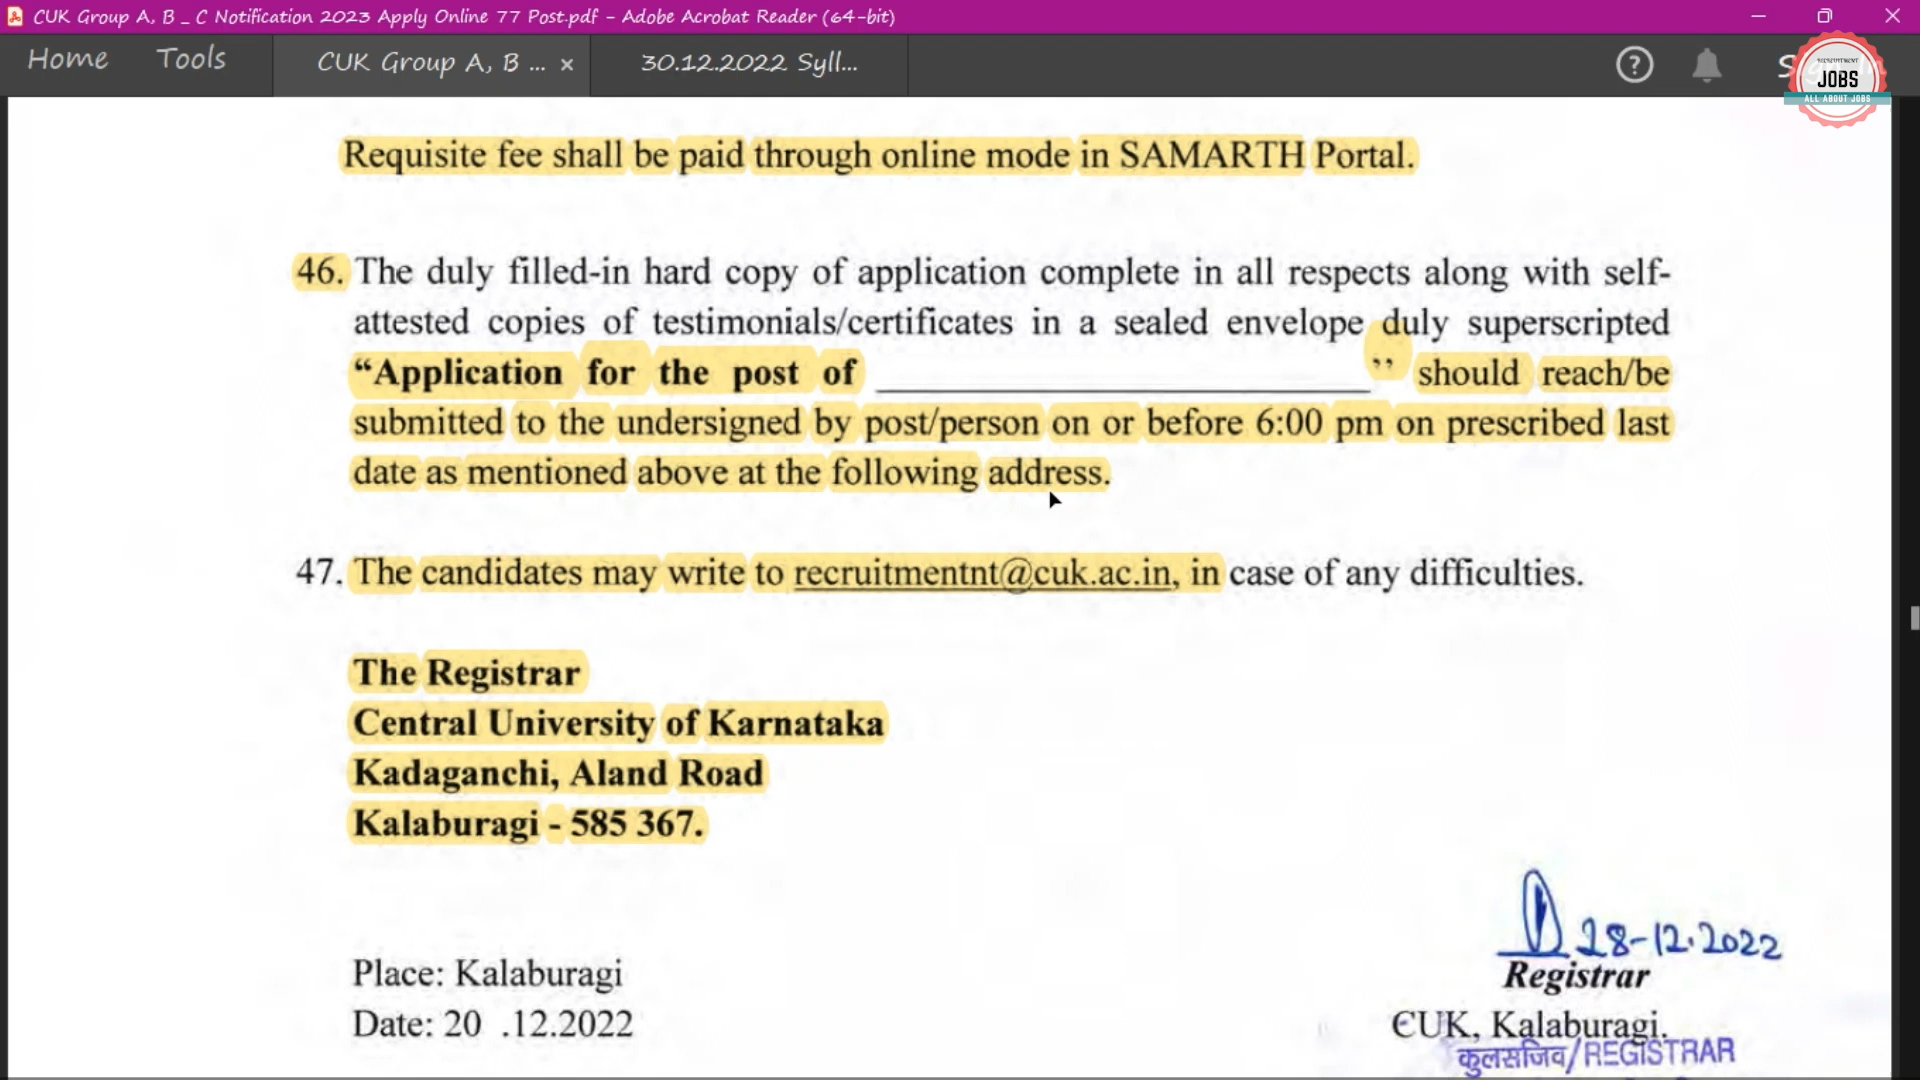 CUK Group A, B _ C Notification 2023 Apply Online 77 Post.pdf - Adobe Acrobat Reader (64-bit)
Home Tools CUK Group A, B ... × 30.12.2022 Syll...
RECRUITMENT
JOBS
ALL ABOUT JOBS
Requisite fee shall be paid through online mode in SAMARTH Portal.
46. The duly filled-in hard copy of application complete in all respects along with self-
attested copies of testimonials/certificates in a sealed envelope duly superscripted
“Application for the post of __________________________’’ should reach/be
submitted to the undersigned by post/person on or before 6:00 pm on prescribed last
date as mentioned above at the following address.
47. The candidates may write to recruitmentnt@cuk.ac.in, in case of any difficulties.
The Registrar
Central University of Karnataka
Kadaganchi, Aland Road
Kalaburagi - 585 367.
28-12.2022
Registrar
Place: Kalaburagi
Date: 20 .12.2022
CUK, Kalaburagi.
कुलसचिव/REGISTRAR